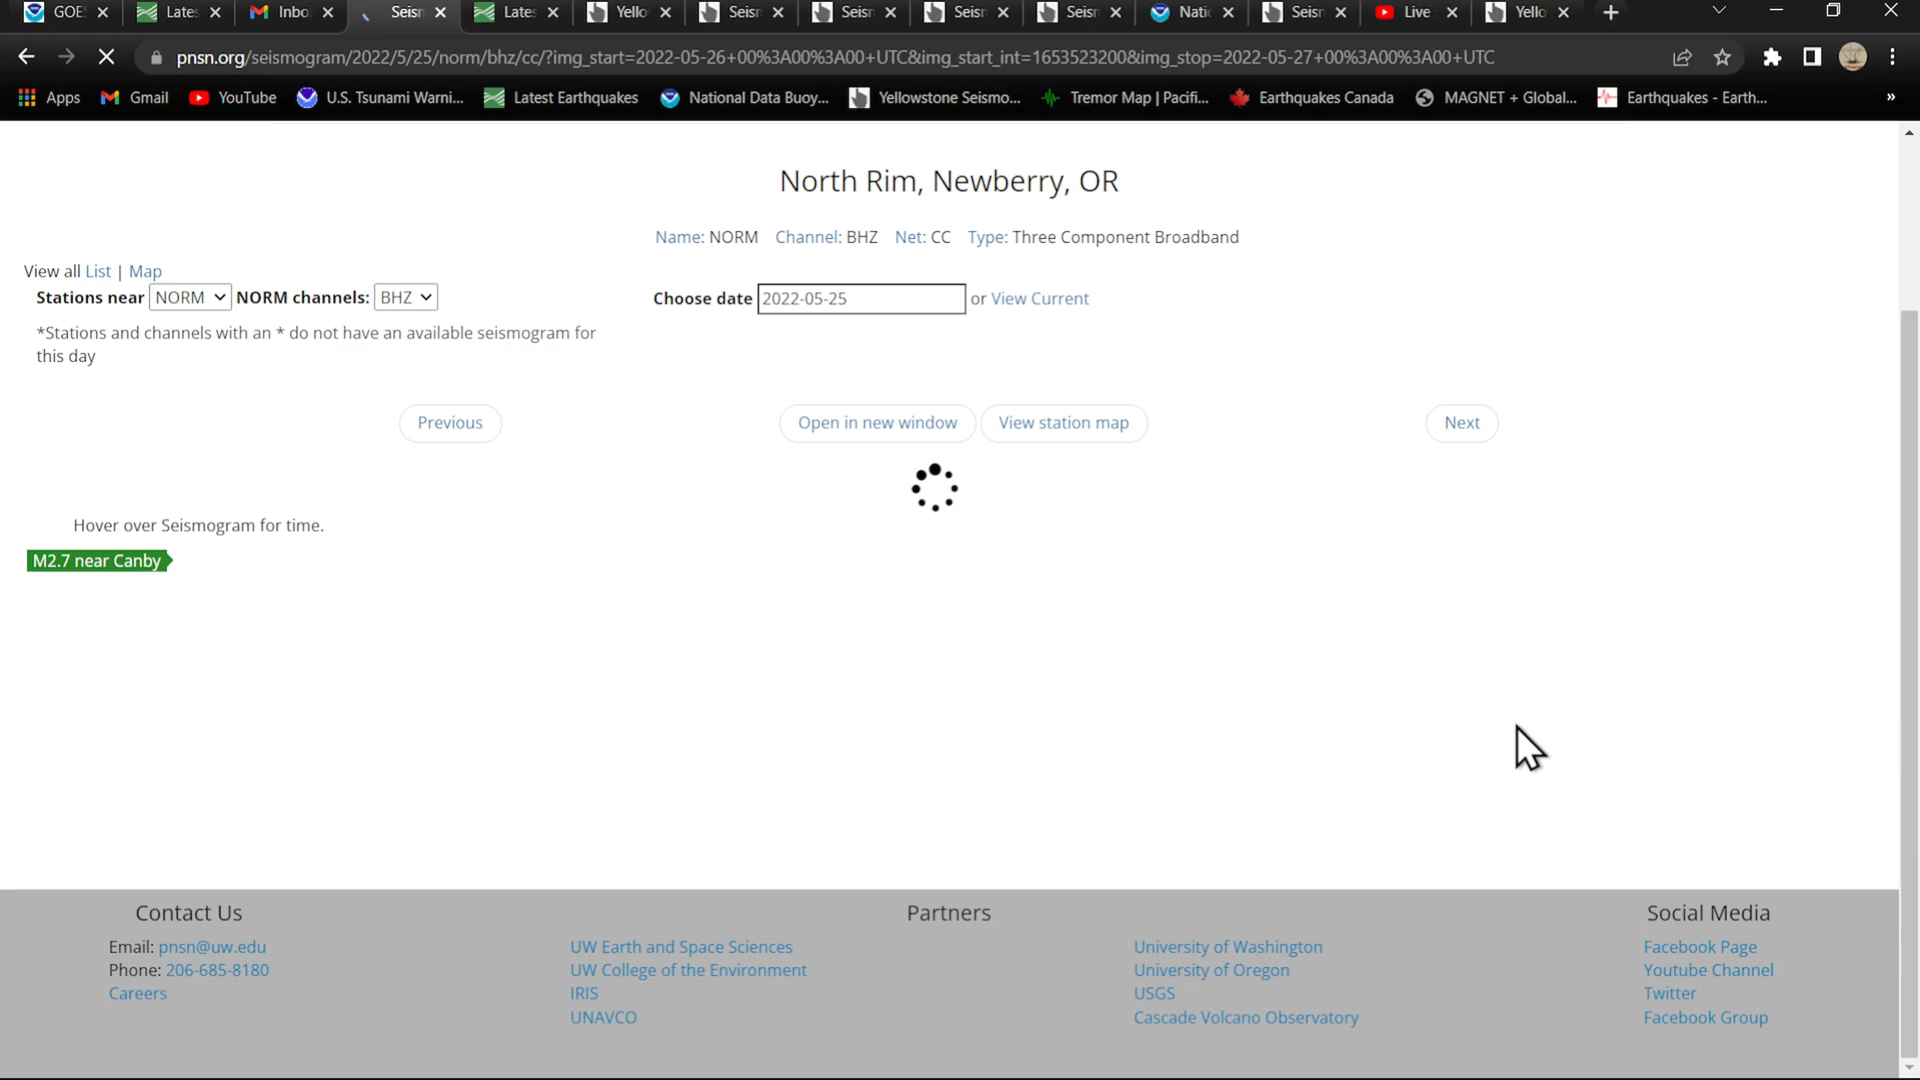 GOES
Lates
Inbo
Seisn
Lates
Yello
Seisn
Seisn
Seisn
Seisn
Natic
Seisn
Live
Yello
pnsn.org/seismogram/2022/5/25/norm/bhz/cc/?img_start=2022-05-26+00%3A00%3A00+UTC&img_start_int=1653523200&img_stop=2022-05-27+00%3A00%3A00+UTC
Apps
Gmail
YouTube
U.S. Tsunami Warni...
Latest Earthquakes
National Data Buoy...
Yellowstone Seismo...
Tremor Map | Pacifi...
Earthquakes Canada
MAGNET + Global...
Earthquakes - Earth...
»
North Rim, Newberry, OR
Name: NORM Channel: BHZ Net: CC Type: Three Component Broadband
View all List | Map
Stations near NORM NORM channels: BHZ
Choose date 2022-05-25 or View Current
*Stations and channels with an * do not have an available seismogram for
this day
Previous
Open in new window
View station map
Next
Hover over Seismogram for time.
M2.7 near Canby
Contact Us
Email: pnsn@uw.edu
Phone: 206-685-8180
Careers
Partners
UW Earth and Space Sciences
UW College of the Environment
IRIS
UNAVCO
University of Washington
University of Oregon
USGS
Cascade Volcano Observatory
Social Media
Facebook Page
Youtube Channel
Twitter
Facebook Group